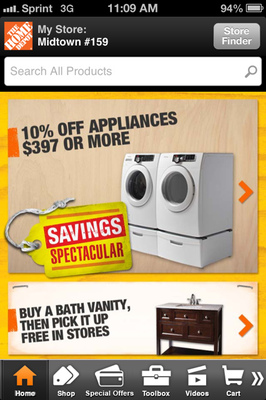 Sprint 3G 11:09 AM 94%
THE HOME DEPOT
My Store:
Midtown #159
Store
Finder
Search All Products
10% OFF APPLIANCES
$397 OR MORE
SAVINGS
SPECTACULAR
BUY A BATH VANITY,
THEN PICK IT UP
FREE IN STORES
Home Shop Special Offers Toolbox Videos Cart